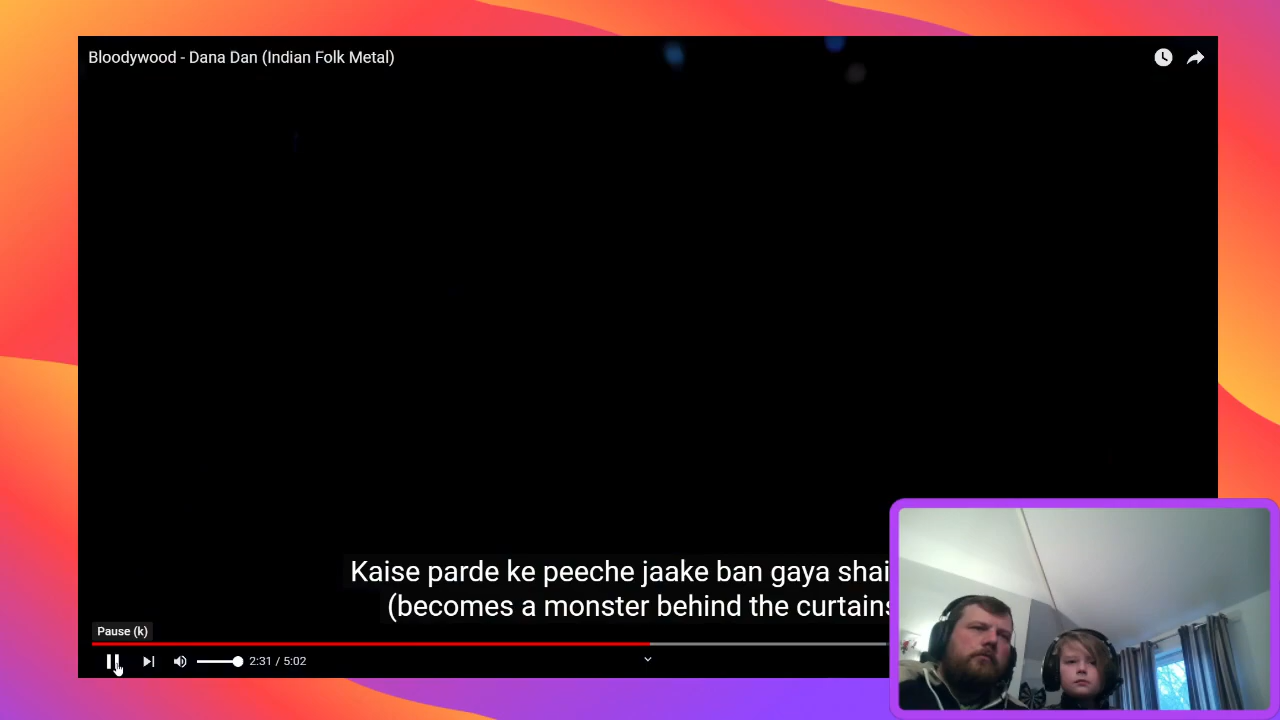 Bloodywood - Dana Dan (Indian Folk Metal)
Kaise parde ke peeche jaake ban gaya
(becomes a monster behind the curtains
Pause (k)
2:31 / 5:02